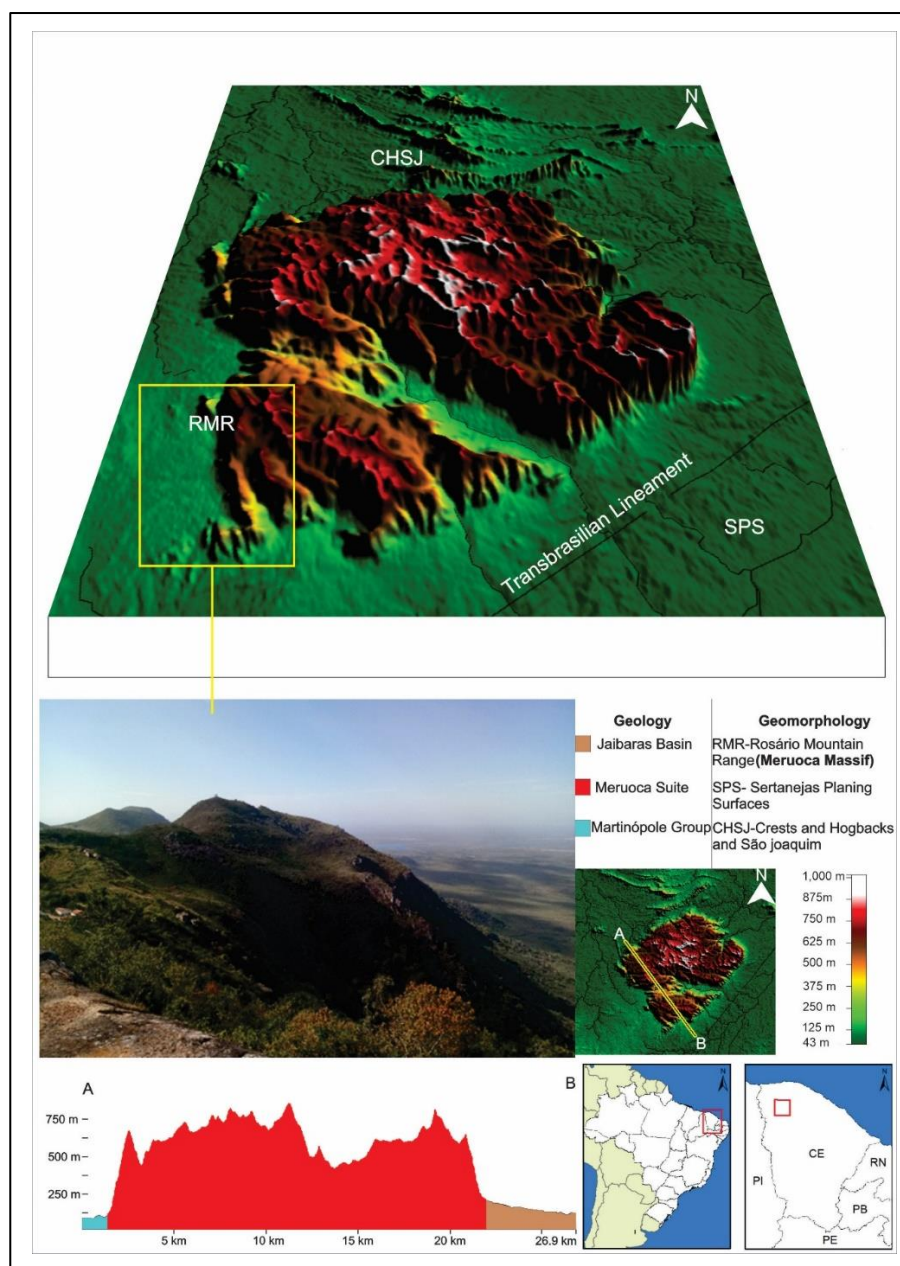 N
CHSJ
RMR
Transbrasilian Lineament
SPS
Geology
Jaibaras Basin
Meruoca Suite
Martinópole Group
Geomorphology
RMR-Rosário Mountain
Range(Meruoca Massif)
SPS- Sertanejas Planing
Surfaces
CHSJ-Crests and Hogbacks
and São joaquim
N
A
B
1,000 m
875 m
750 m
625 m
500 m
375 m
250 m
125 m
43 m
A
B
750 m
500 m
250 m
5 km
10 km
15 km
20 km
26.9 km
N
N
CE
RN
PI
PB
PE